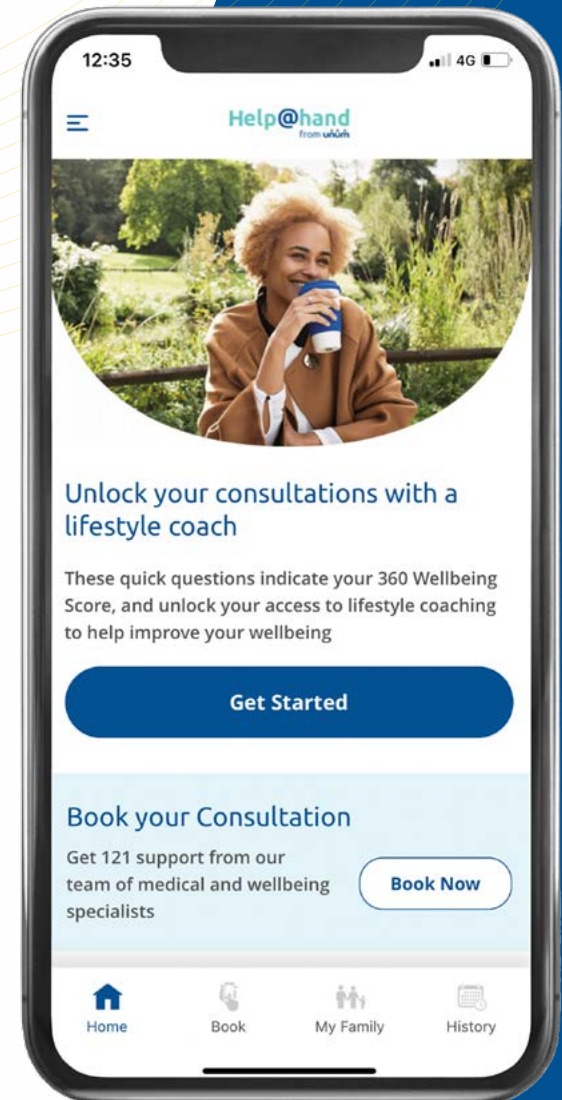 12:35
4G
Help@hand
from unum
Unlock your consultations with a
lifestyle coach
These quick questions indicate your 360 Wellbeing
Score, and unlock your access to lifestyle coaching
to help improve your wellbeing
Get Started
Book your Consultation
Get 121 support from our
team of medical and wellbeing
specialists
Book Now
Home
Book
My Family
History